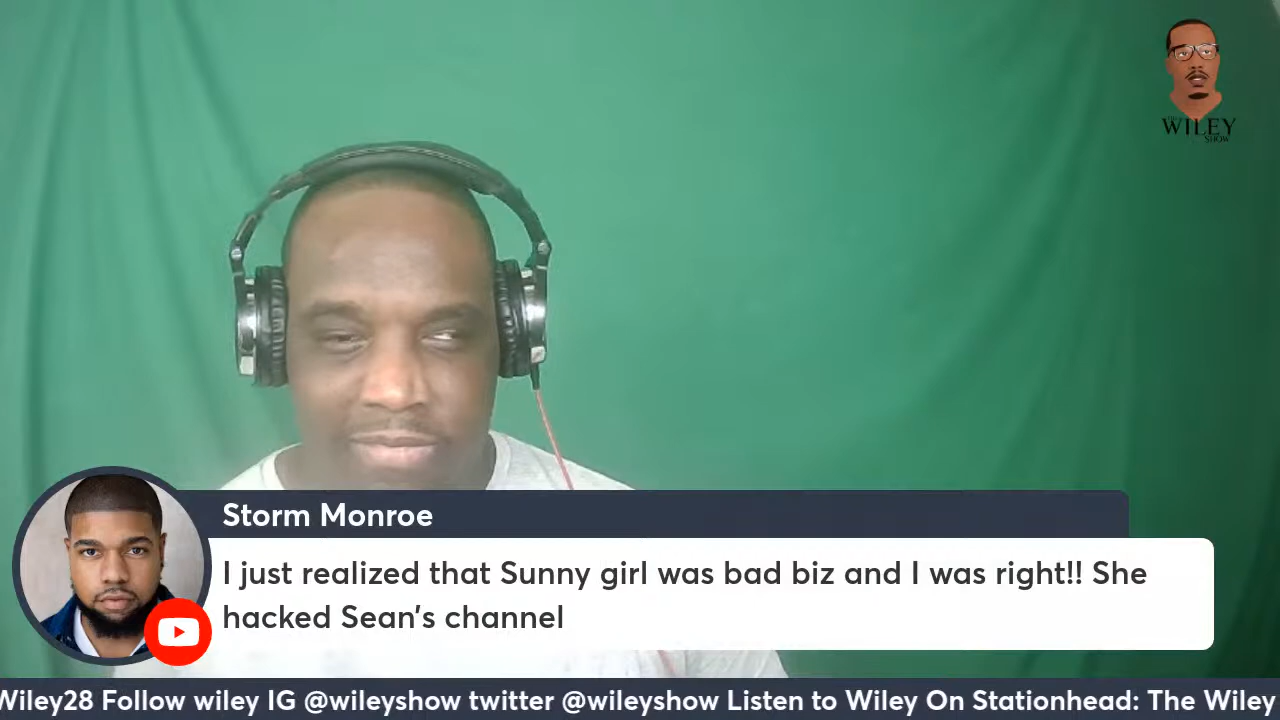 THE
WILEY
SHOW
Storm Monroe
I just realized that Sunny girl was bad biz and I was right!! She
hacked Sean's channel
Wiley28 Follow wiley IG @wileyshow twitter @wileyshow Listen to Wiley On Stationhead: The Wiley